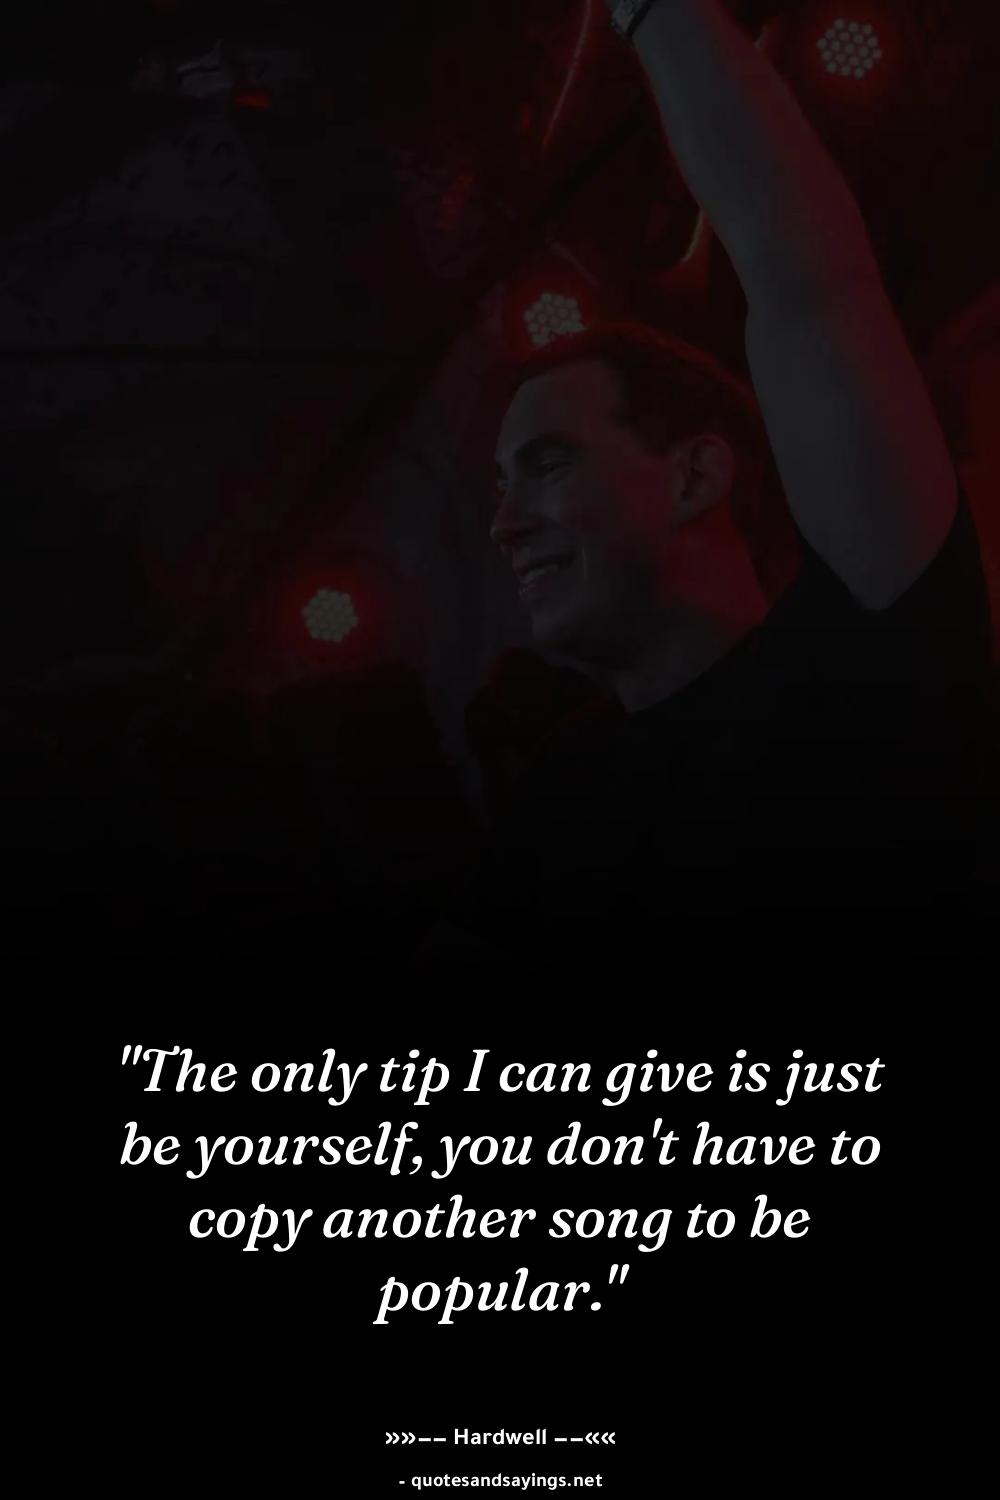 "The only tip I can give is just
be yourself, you don't have to
copy another song to be
popular."
»»−− Hardwell −−««
- quotesandsayings.net